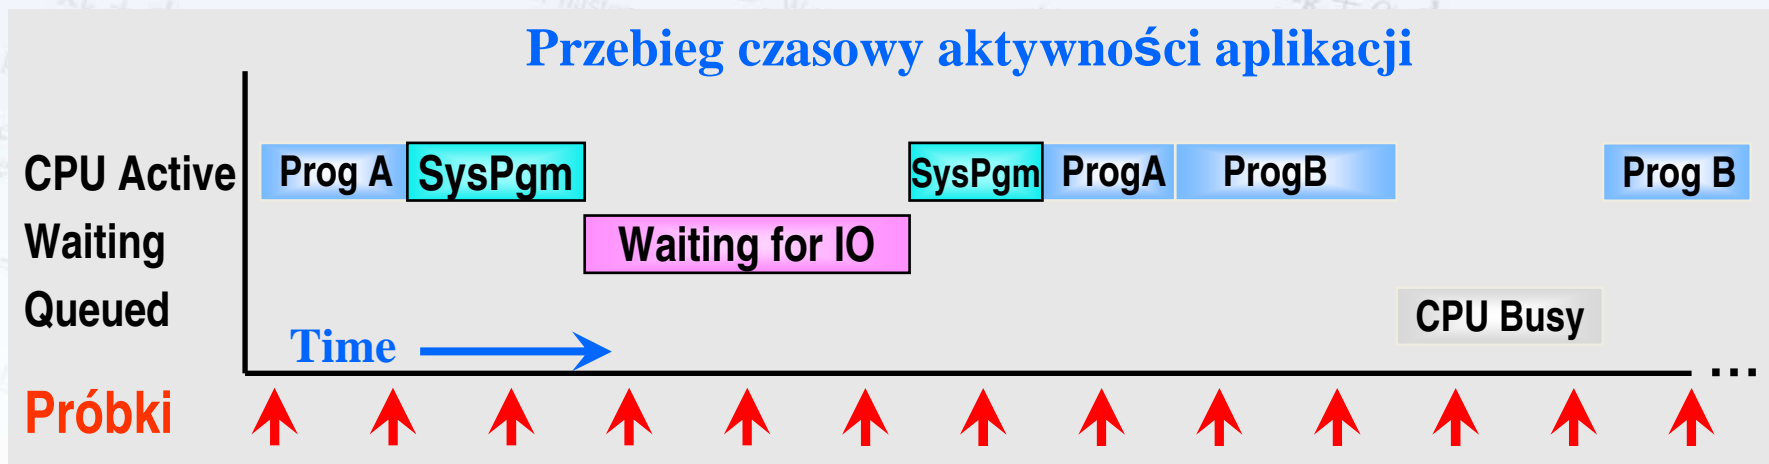 Przebieg czasowy aktywności aplikacji
CPU Active
Prog A
SysPgm
SysPgm
ProgA
ProgB
Prog B
Waiting
Waiting for IO
Queued
CPU Busy
Time
...
Próbki